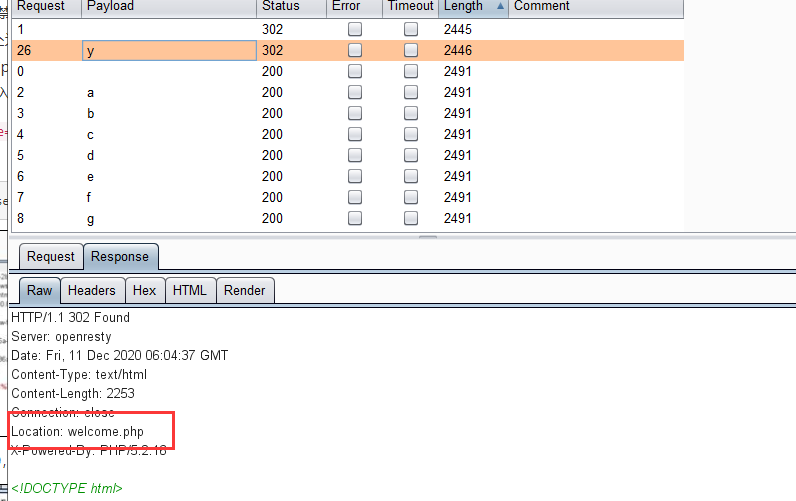 Request Payload Status Error Timeout Length Comment
1 302 2445
26 y 302 2446
0 200 2491
2 a 200 2491
3 b 200 2491
4 c 200 2491
5 d 200 2491
6 e 200 2491
7 f 200 2491
8 g 200 2491
Request Response
Raw Headers Hex HTML Render
HTTP/1.1 302 Found
Server: openresty
Date: Fri, 11 Dec 2020 06:04:37 GMT
Content-Type: text/html
Content-Length: 2253
Connection: close
Location: welcome.php
X-Powered-By: PHP/5.2.16
<!DOCTYPE html>